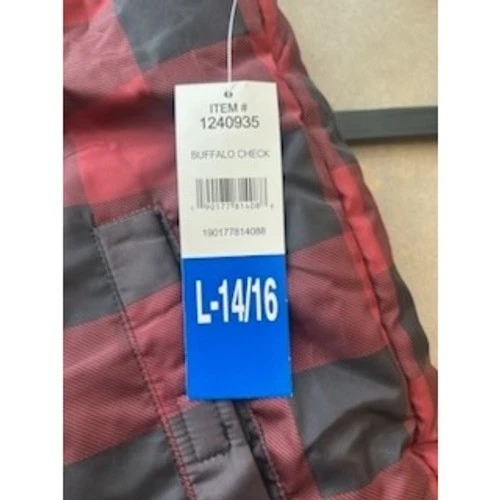 ITEM #
1240935
BUFFALO CHECK
190177814088
L-14/16